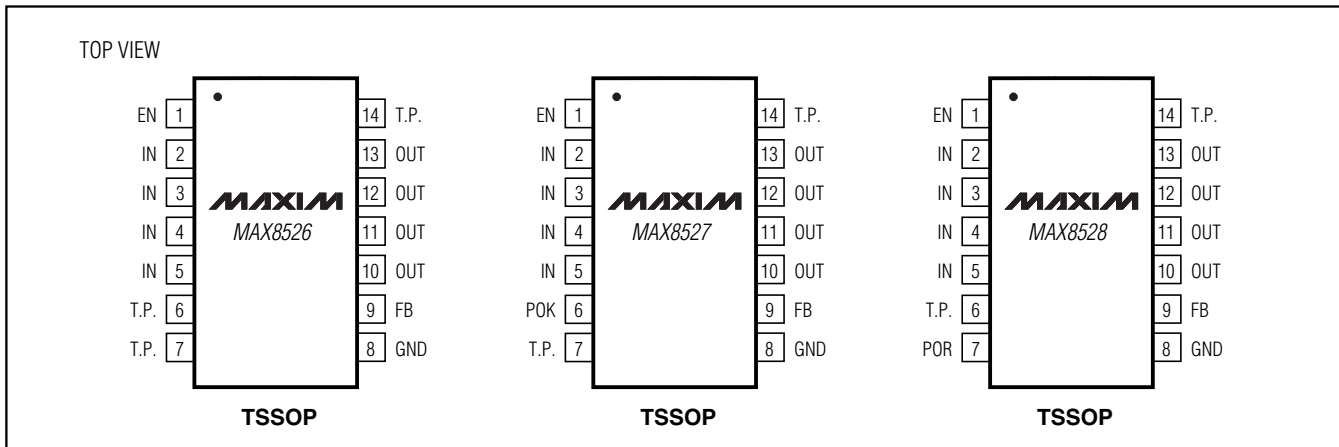 TOP VIEW
EN 1 14 T.P.
IN 2 13 OUT
IN 3 12 OUT
IN 4 11 OUT
IN 5 10 OUT
T.P. 6 9 FB
T.P. 7 8 GND
MAXIM
MAX8526
TSSOP
EN 1 14 T.P.
IN 2 13 OUT
IN 3 12 OUT
IN 4 11 OUT
IN 5 10 OUT
POK 6 9 FB
T.P. 7 8 GND
MAXIM
MAX8527
TSSOP
EN 1 14 T.P.
IN 2 13 OUT
IN 3 12 OUT
IN 4 11 OUT
IN 5 10 OUT
T.P. 6 9 FB
POR 7 8 GND
MAXIM
MAX8528
TSSOP